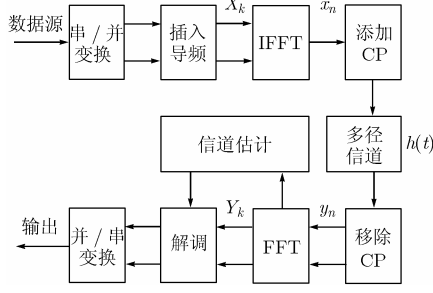 数据源
串 / 并
变换
插入
导频
X_k
IFFT
x_n
添加
CP
信道估计
多径
信道
h(t)
输出
并 / 串
变换
解调
Y_k
FFT
y_n
移除
CP